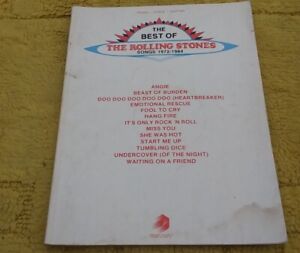 THE
BEST OF
THE ROLLING STONES
SONGS 1972/1984
ANGIE
BEAST OF BURDEN
DOO DOO DOO DOO DOO (HEARTBREAKER)
EMOTIONAL RESCUE
FOOL TO CRY
HANG FIRE
IT'S ONLY ROCK 'N ROLL
MISS YOU
SHE WAS HOT
START ME UP
TUMBLING DICE
UNDERCOVER (OF THE NIGHT)
WAITING ON A FRIEND